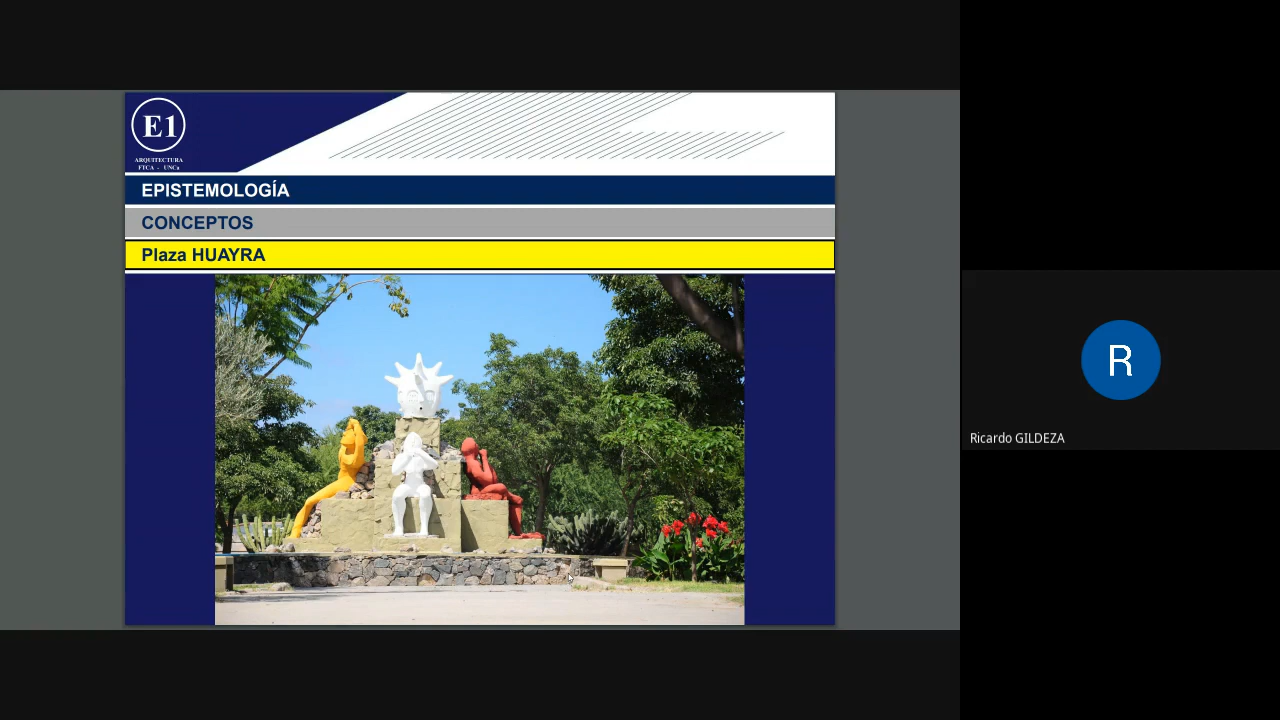 E1
ARQUITECTURA
FTCA - UNCa
EPISTEMOLOGÍA
CONCEPTOS
Plaza HUAYRA
R
Ricardo GILDEZA